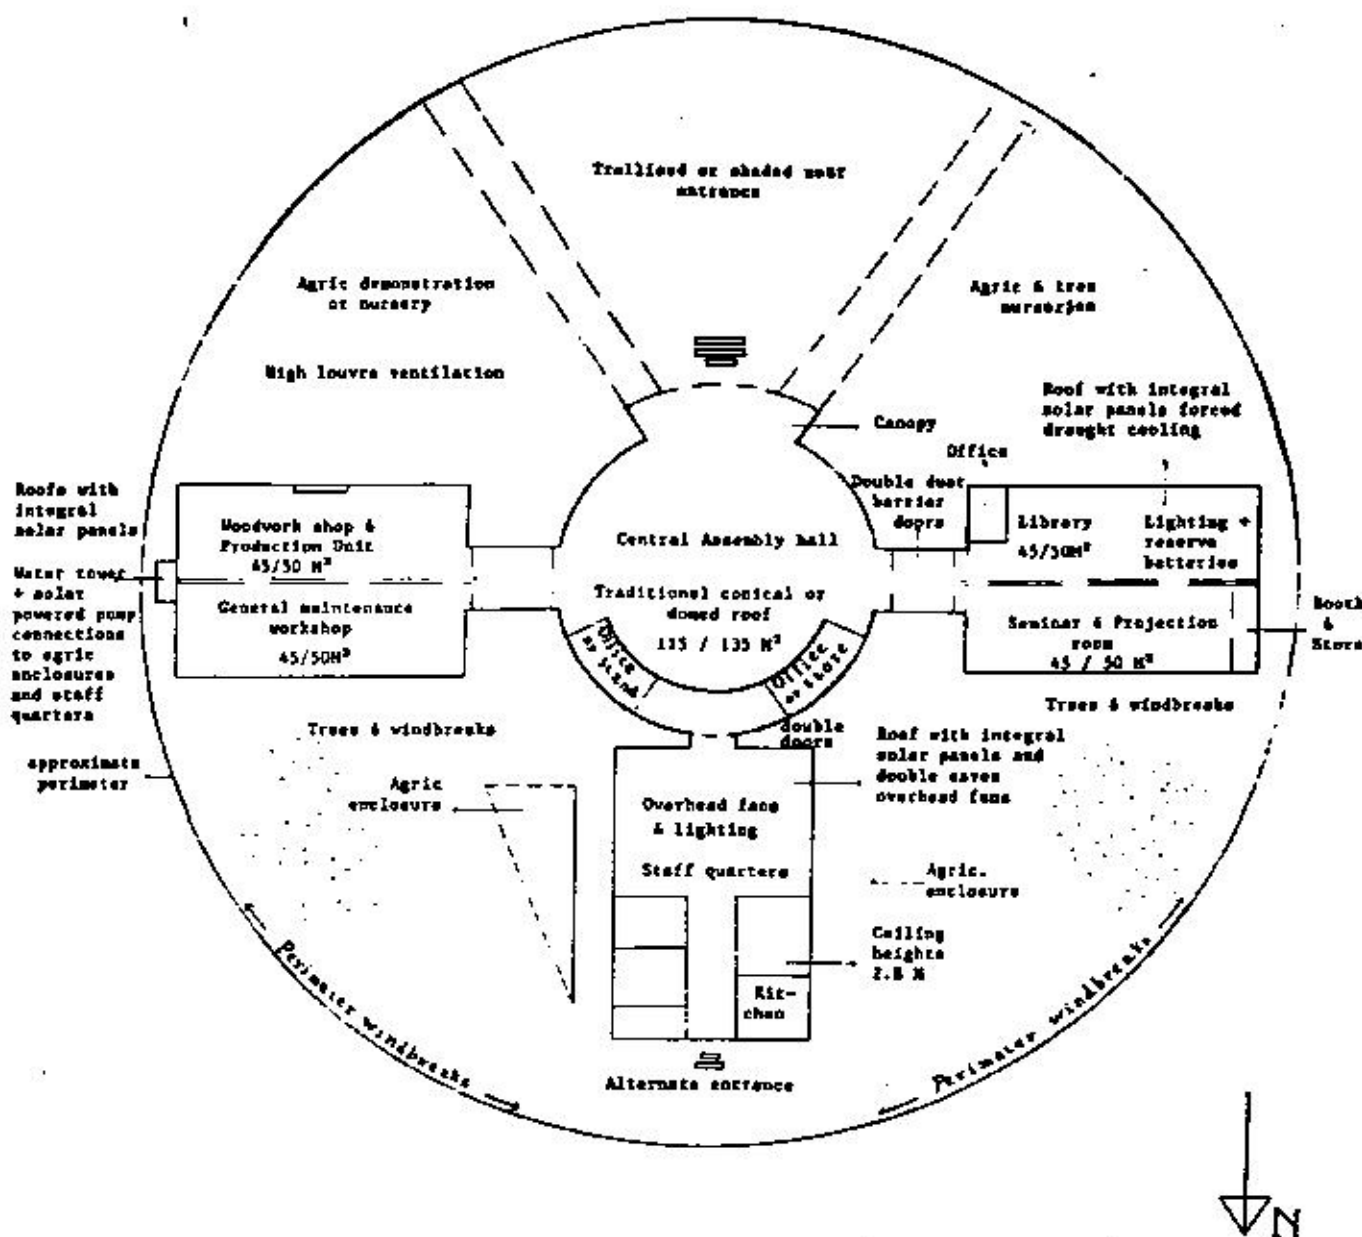 Trellised or shaded near
entrance
Agric demonstration
or nursery
Agric & tree
nurseries
High louvre ventilation
Roof with integral
solar panels forced
draught cooling
Canopy
Office
Double dust
barrier
doors
Roofs with
integral
solar panels
Woodwork shop &
Production Unit
45/50 M²
Central Assembly hall
Library
45/50M²
Lighting +
reserve
batteries
Water tower
+ solar
powered pump
connections
to agric
enclosures
and staff
quarters
General maintenance
workshop
45/50M²
Traditional conical or
domed roof
115 / 135 M²
Seminar & Projection
room
45 / 50 M²
Booth
&
Store
Office
or stand
Office
or store
Trees & windbreaks
Trees & windbreaks
double
doors
Roof with integral
solar panels and
double eaves
overhead fans
approximate
perimeter
Agric
enclosure
Overhead fans
& lighting
Staff quarters
Agric.
enclosure
Ceiling
heights
2.8 M
Kit-
chen
Perimeter windbreaks
Perimeter windbreaks
Alternate entrance
N